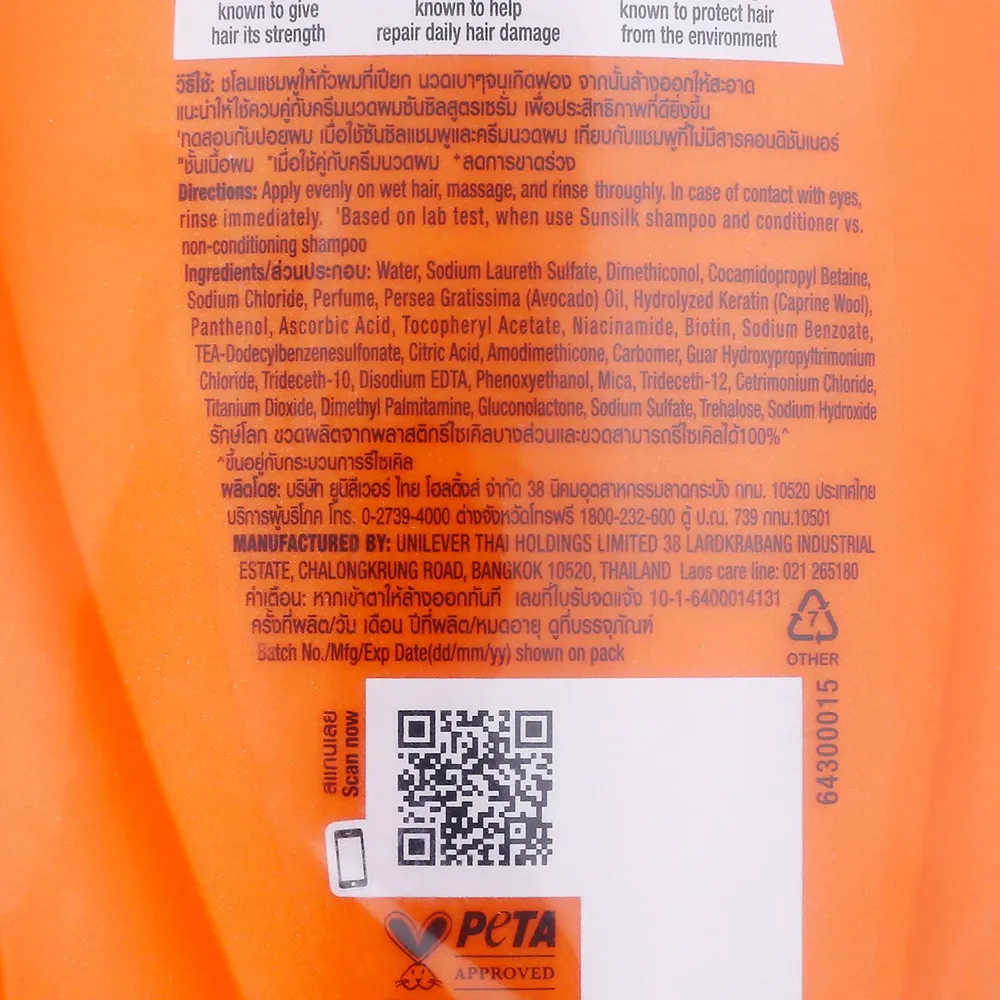 known to give
hair its strength
known to help
repair daily hair damage
known to protect hair
from the environment
วิธีใช้: ชโลมแชมพูให้ทั่วผมที่เปียก นวดเบาๆจนเกิดฟอง จากนั้นล้างออกให้สะอาด
แนะนำให้ใช้ควบคู่กับครีมนวดผมซันซิลสูตรเซรั่ม เพื่อประสิทธิภาพที่ดียิ่งขึ้น
'ทดสอบกับปอยผม เมื่อใช้ซันซิลแชมพูและครีมนวดผม เทียบกับแชมพูที่ไม่มีสารคอนดิชันเนอร์
"ชั้นเนื้อผม *เมื่อใช้คู่กับครีมนวดผม +ลดการขาดร่วง
Directions: Apply evenly on wet hair, massage, and rinse throughly. In case of contact with eyes,
rinse immediately. 'Based on lab test, when use Sunsilk shampoo and conditioner vs.
non-conditioning shampoo
Ingredients/ส่วนประกอบ: Water, Sodium Laureth Sulfate, Dimethiconol, Cocamidopropyl Betaine,
Sodium Chloride, Perfume, Persea Gratissima (Avocado) Oil, Hydrolyzed Keratin (Caprine Wool),
Panthenol, Ascorbic Acid, Tocopheryl Acetate, Niacinamide, Biotin, Sodium Benzoate,
TEA-Dodecylbenzenesulfonate, Citric Acid, Amodimethicone, Carbomer, Guar Hydroxypropyltrimonium
Chloride, Trideceth-10, Disodium EDTA, Phenoxyethanol, Mica, Trideceth-12, Cetrimonium Chloride,
Titanium Dioxide, Dimethyl Palmitamine, Gluconolactone, Sodium Sulfate, Trehalose, Sodium Hydroxide
รักษ์โลก ขวดผลิตจากพลาสติกรีไซเคิลบางส่วนและขวดสามารถรีไซเคิลได้100%^
^ขึ้นอยู่กับกระบวนการรีไซเคิล
ผลิตโดย: บริษัท ยูนิลีเวอร์ ไทย โฮลดิ้งส์ จำกัด 38 นิคมอุตสาหกรรมลาดกระบัง กทม. 10520 ประเทศไทย
บริการผู้บริโภค โทร. 0-2739-4000 ต่างจังหวัดโทรฟรี 1800-232-600 ตู้ ป.ณ. 739 กทม.10501
MANUFACTURED BY: UNILEVER THAI HOLDINGS LIMITED 38 LARDKRABANG INDUSTRIAL
ESTATE, CHALONGKRUNG ROAD, BANGKOK 10520, THAILAND Laos care line: 021 265180
คำเตือน: หากเข้าตาให้ล้างออกทันที เลขที่ใบรับจดแจ้ง 10-1-6400014131
ครั้งที่ผลิต/วัน เดือน ปีที่ผลิต/หมดอายุ ดูที่บรรจุภัณฑ์
Batch No./Mfg/Exp Date(dd/mm/yy) shown on pack
7
OTHER
64300015
สแกนเลย
Scan now
PETA
APPROVED